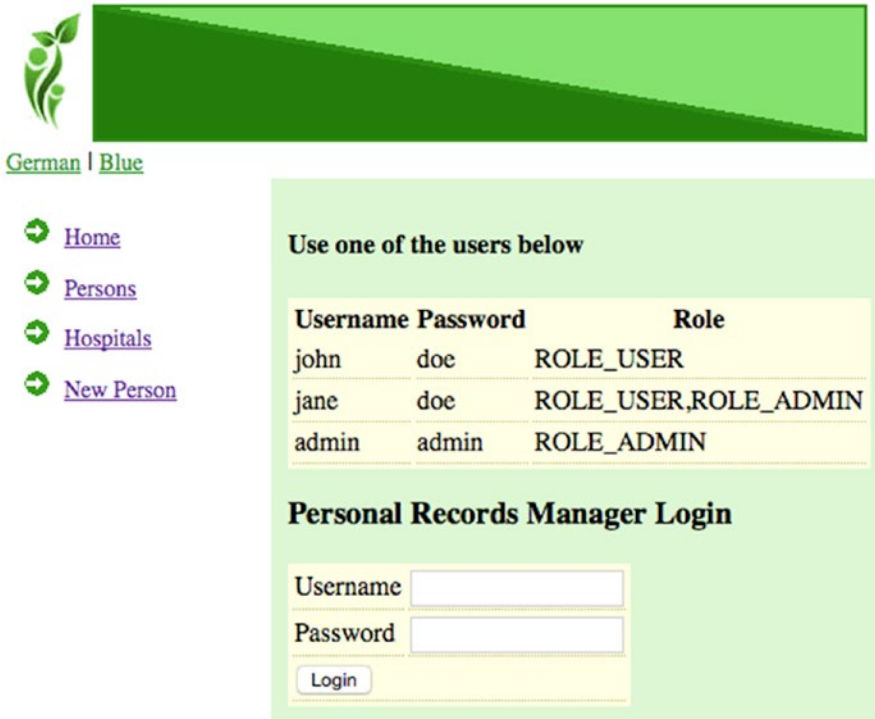 German | Blue
Home
Persons
Hospitals
New Person
Use one of the users below
Username Password Role
john doe ROLE_USER
jane doe ROLE_USER,ROLE_ADMIN
admin admin ROLE_ADMIN
Personal Records Manager Login
Username
Password
Login